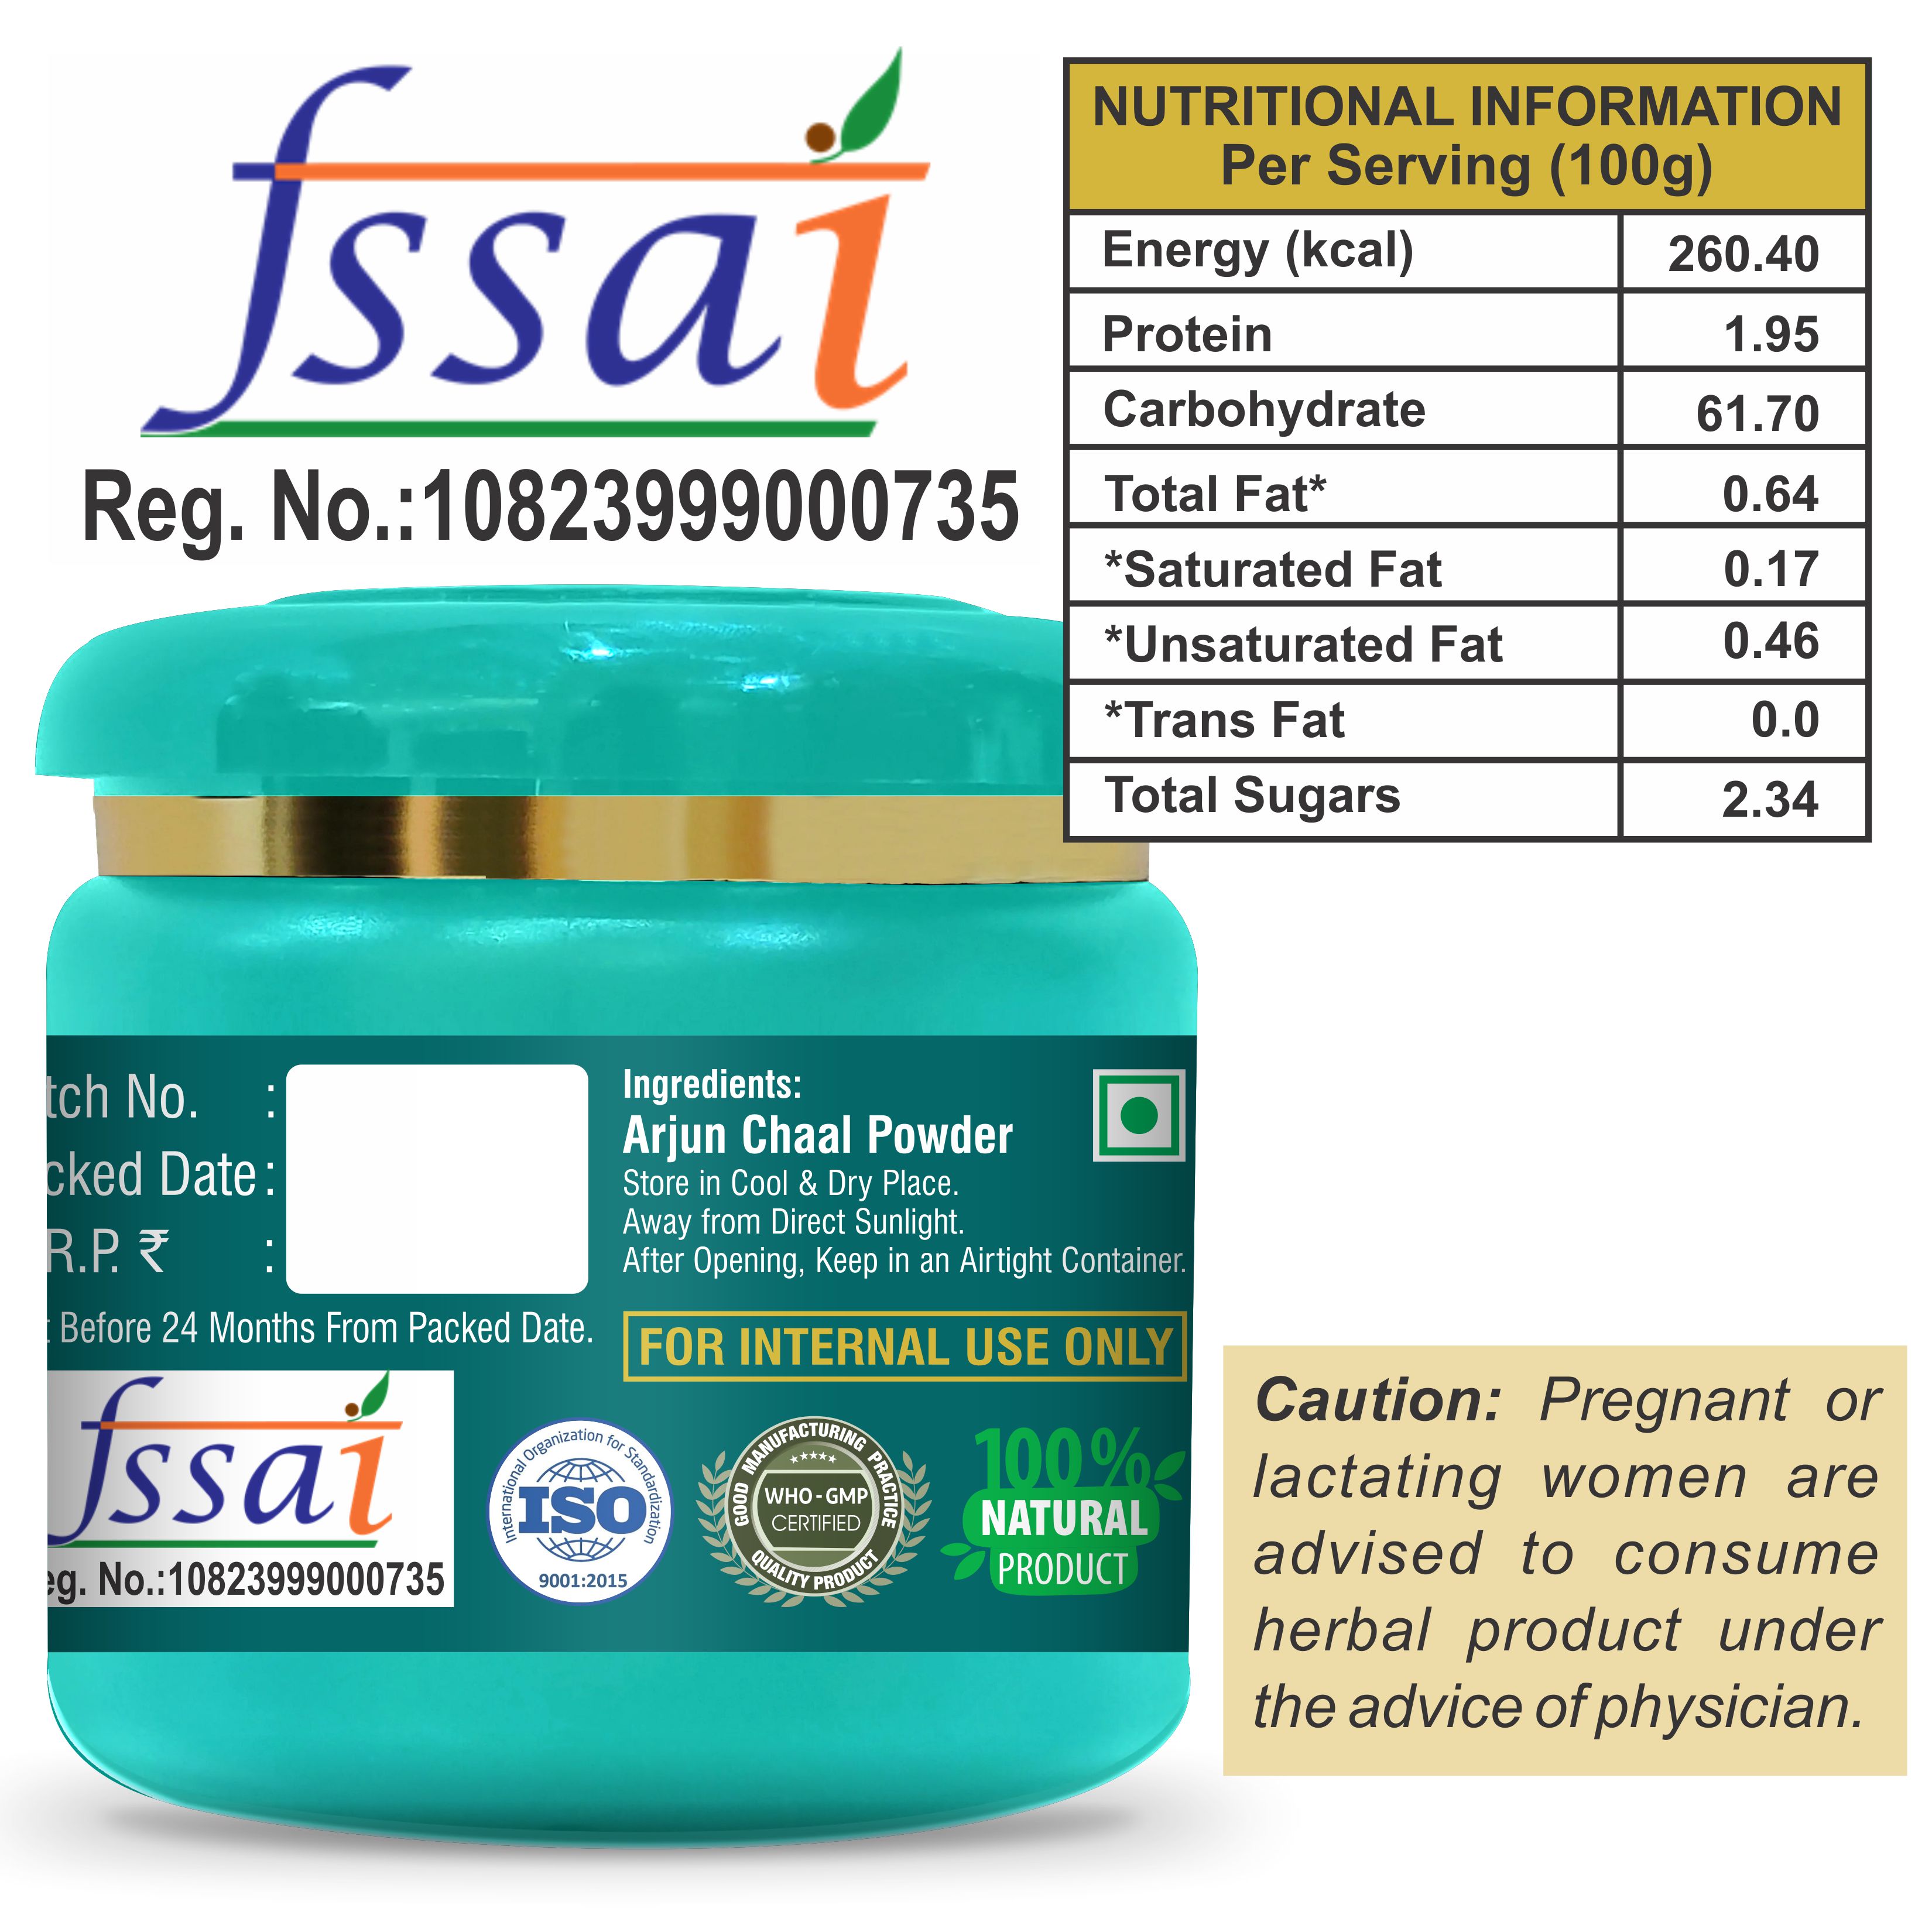 fssai
Reg. No.:10823999000735
NUTRITIONAL INFORMATION
Per Serving (100g)
Energy (kcal) 260.40
Protein 1.95
Carbohydrate 61.70
Total Fat* 0.64
*Saturated Fat 0.17
*Unsaturated Fat 0.46
*Trans Fat 0.0
Total Sugars 2.34
tch No. :
cked Date:
R.P. ₹ :
Before 24 Months From Packed Date.
fssai
eg. No.:10823999000735
Ingredients:
Arjun Chaal Powder
Store in Cool & Dry Place.
Away from Direct Sunlight.
After Opening, Keep in an Airtight Container.
FOR INTERNAL USE ONLY
International Organization for Standardization
ISO
9001:2015
GOOD MANUFACTURING PRACTICE
WHO-GMP
CERTIFIED
QUALITY PRODUCT
100%
NATURAL
PRODUCT
Caution: Pregnant or
lactating women are
advised to consume
herbal product under
the advice of physician.